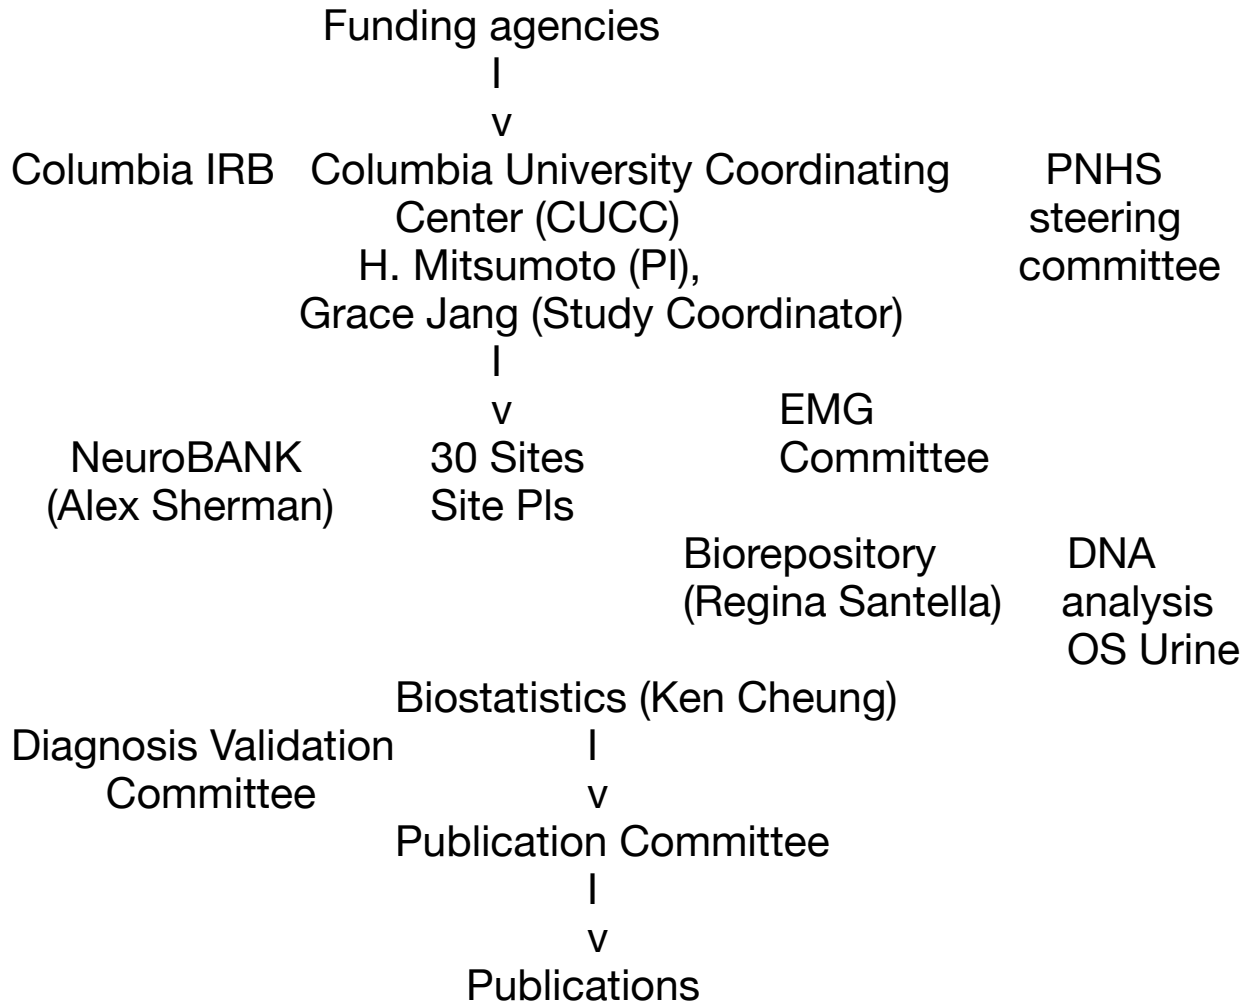 Funding agencies
I
v
Columbia IRB Columbia University Coordinating PNHS
Center (CUCC) steering
H. Mitsumoto (PI), committee
Grace Jang (Study Coordinator)
I
v EMG
NeuroBANK 30 Sites Committee
(Alex Sherman) Site PIs
Biorepository DNA
(Regina Santella) analysis
OS Urine
Biostatistics (Ken Cheung)
Diagnosis Validation I
Committee v
Publication Committee
I
v
Publications